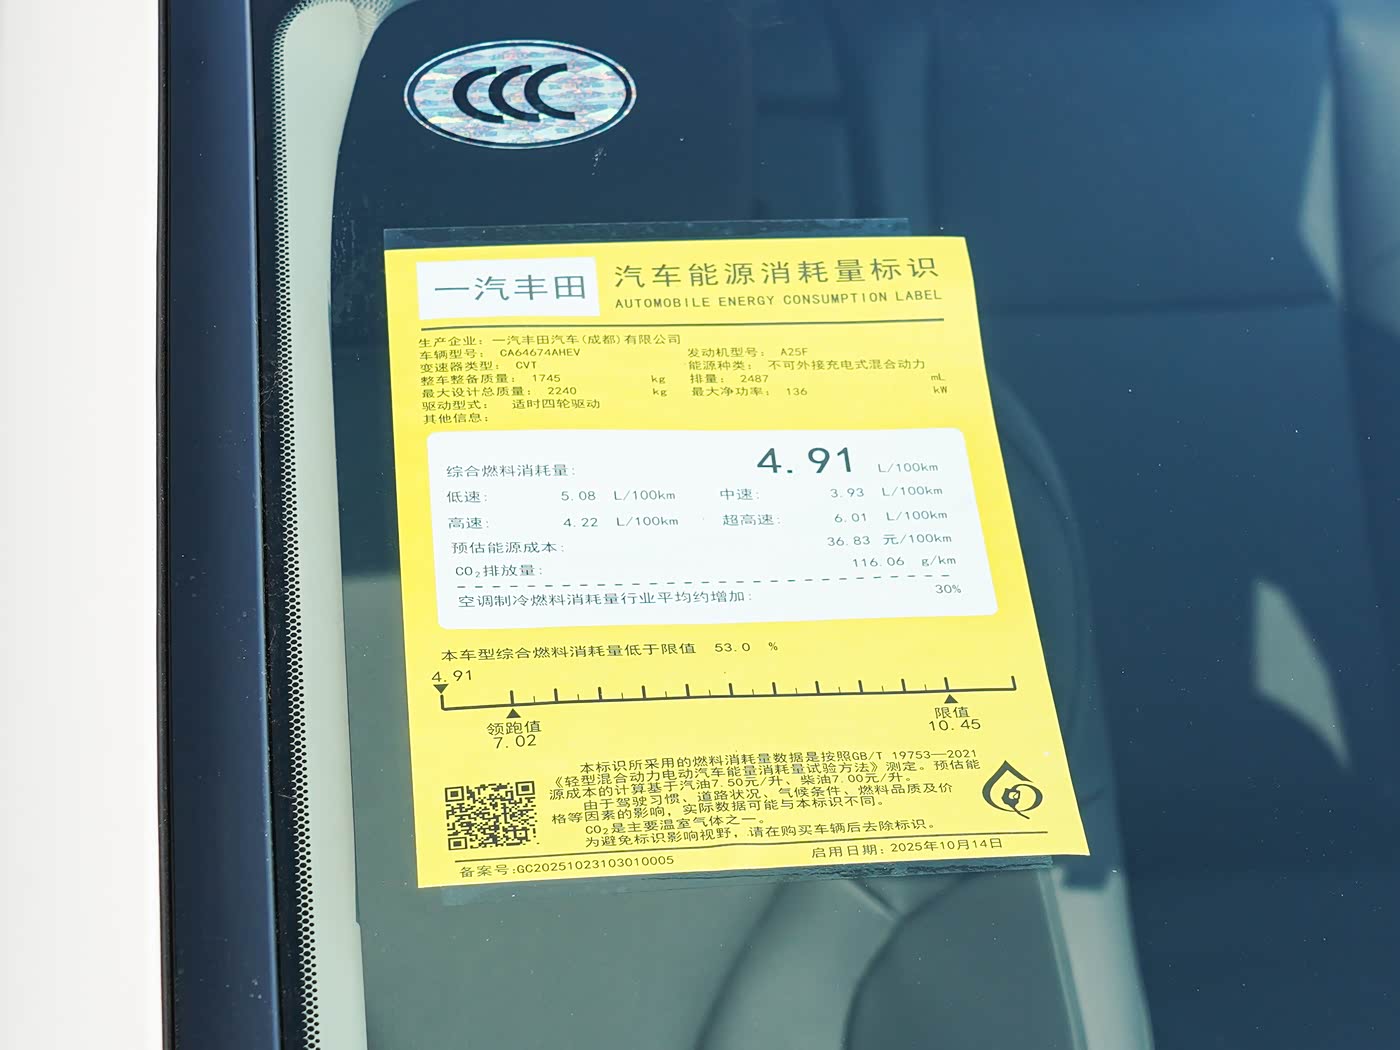 CCC
一汽丰田
汽车能源消耗量标识
AUTOMOBILE ENERGY CONSUMPTION LABEL
生产企业: 一汽丰田汽车(成都)有限公司
车辆型号: CA64674AHEV 发动机型号: A25F
变速器类型: CVT 能源种类: 不可外接充电式混合动力
整车整备质量: 1745 kg 排量: 2487 mL
最大设计总质量: 2240 kg 最大净功率: 136 kW
驱动型式: 适时四轮驱动
其他信息:
综合燃料消耗量: 4.91 L/100km
低速: 5.08 L/100km 中速: 3.93 L/100km
高速: 4.22 L/100km 超高速: 6.01 L/100km
预估能源成本: 36.83 元/100km
CO₂排放量: 116.06 g/km
空调制冷燃料消耗量行业平均约增加: 30%
本车型综合燃料消耗量低于限值 53.0 %
4.91
领跑值 限值
7.02 10.45
本标识所采用的燃料消耗量数据是按照GB/T 19753—2021
《轻型混合动力电动汽车能量消耗量试验方法》测定。预估能
源成本的计算基于汽油7.50元/升、柴油7.00元/升。
由于驾驶习惯、道路状况、气候条件、燃料品质及价
格等因素的影响，实际数据可能与本标识不同。
CO₂是主要温室气体之一。
为避免标识影响视野，请在购买车辆后去除标识。
备案号:GC20251023103010005 启用日期: 2025年10月14日